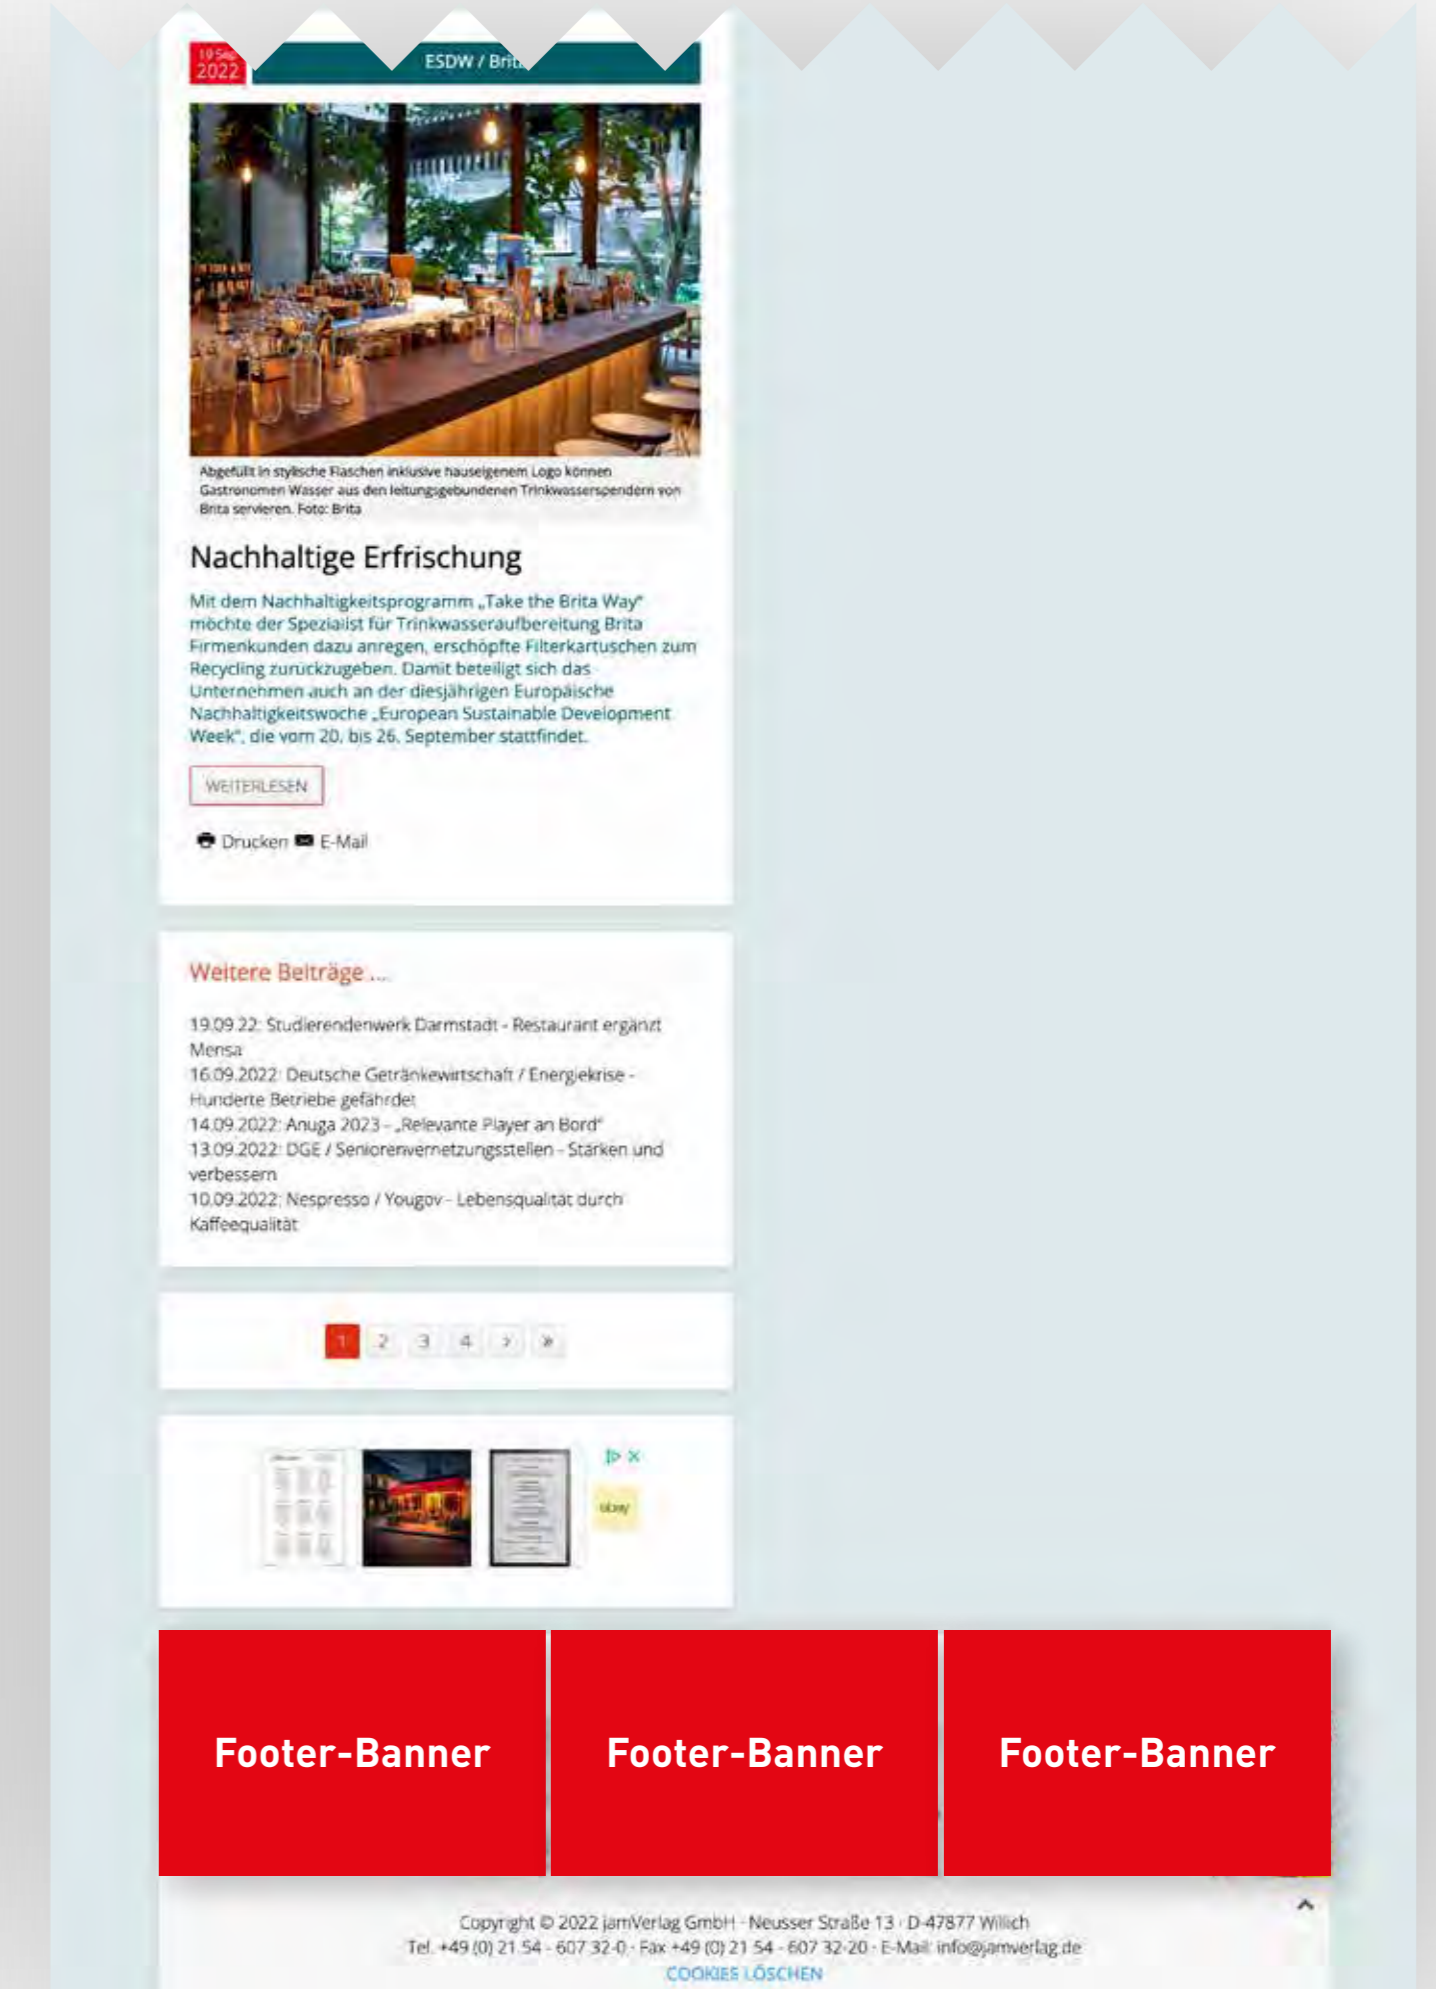 19 Sep
2022
ESDW / Brita
Abgefüllt in stylische Flaschen inklusive hauseigenem Logo können
Gastronomen Wasser aus den leitungsgebundenen Trinkwasserspendern von
Brita servieren. Foto: Brita
Nachhaltige Erfrischung
Mit dem Nachhaltigkeitsprogramm „Take the Brita Way“
möchte der Spezialist für Trinkwasseraufbereitung Brita
Firmenkunden dazu anregen, erschöpfte Filterkartuschen zum
Recycling zurückzugeben. Damit beteiligt sich das
Unternehmen auch an der diesjährigen Europäische
Nachhaltigkeitswoche „European Sustainable Development
Week“, die vom 20. bis 26. September stattfindet.
WEITERLESEN
Drucken E-Mail
Weitere Beiträge ...
19.09.22: Studierendenwerk Darmstadt - Restaurant ergänzt
Mensa
16.09.2022: Deutsche Getränkewirtschaft / Energiekrise -
Hunderte Betriebe gefährdet
14.09.2022: Anuga 2023 - „Relevante Player an Bord“
13.09.2022: DGE / Seniorenvernetzungsstellen - Stärken und
verbessern
10.09.2022: Nespresso / Yougov - Lebensqualität durch
Kaffeequalität
1 2 3 4 › »
ebay
Footer-Banner Footer-Banner Footer-Banner
Copyright © 2022 jamVerlag GmbH · Neusser Straße 13 · D-47877 Willich
Tel. +49 (0) 21 54 - 607 32-0 · Fax +49 (0) 21 54 - 607 32-20 · E-Mail: info@jamverlag.de
COOKIES LÖSCHEN